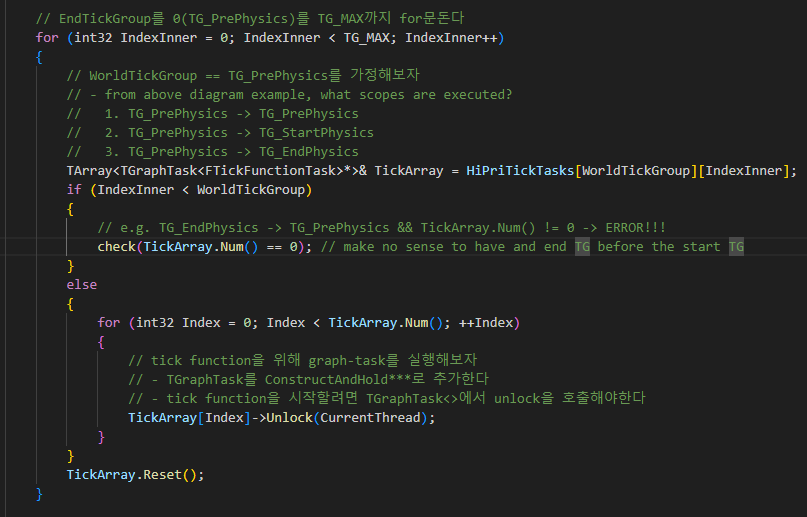 // EndTickGroup를 0(TG_PrePhysics)를 TG_MAX까지 for문돈다
for (int32 IndexInner = 0; IndexInner < TG_MAX; IndexInner++)
{
// WorldTickGroup == TG_PrePhysics를 가정해보자
// - from above diagram example, what scopes are executed?
//   1. TG_PrePhysics -> TG_PrePhysics
//   2. TG_PrePhysics -> TG_StartPhysics
//   3. TG_PrePhysics -> TG_EndPhysics
TArray<TGraphTask<FTickFunctionTask>*>& TickArray = HiPriTickTasks[WorldTickGroup][IndexInner];
if (IndexInner < WorldTickGroup)
{
// e.g. TG_EndPhysics -> TG_PrePhysics && TickArray.Num() != 0 -> ERROR!!!
check(TickArray.Num() == 0); // make no sense to have and end TG before the start TG
}
else
{
for (int32 Index = 0; Index < TickArray.Num(); ++Index)
{
// tick function을 위해 graph-task를 실행해보자
// - TGraphTask를 ConstructAndHold***로 추가한다
// - tick function을 시작할려면 TGraphTask<>에서 unlock을 호출해야한다
TickArray[Index]->Unlock(CurrentThread);
}
}
TickArray.Reset();
}